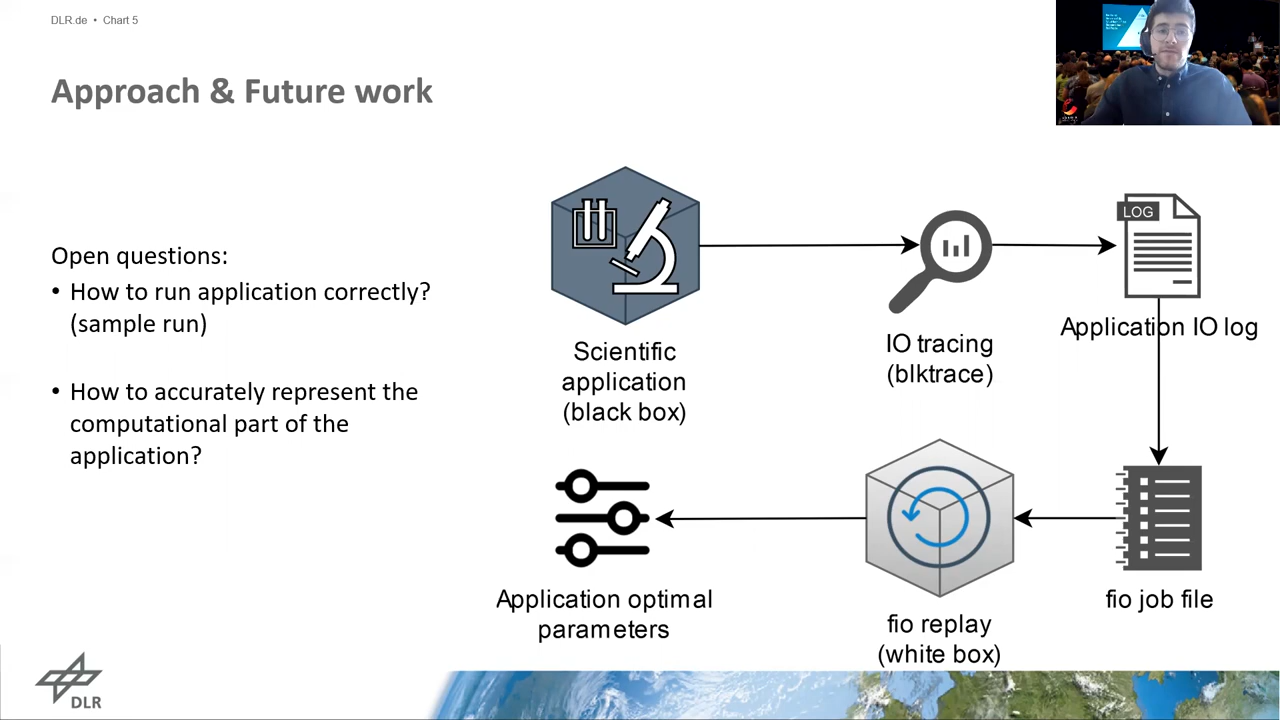 DLR.de • Chart 5
Approach & Future work
Open questions:
• How to run application correctly?
(sample run)
• How to accurately represent the
computational part of the
application?
Scientific
application
(black box)
IO tracing
(blktrace)
LOG
Application IO log
fio job file
fio replay
(white box)
Application optimal
parameters
DLR